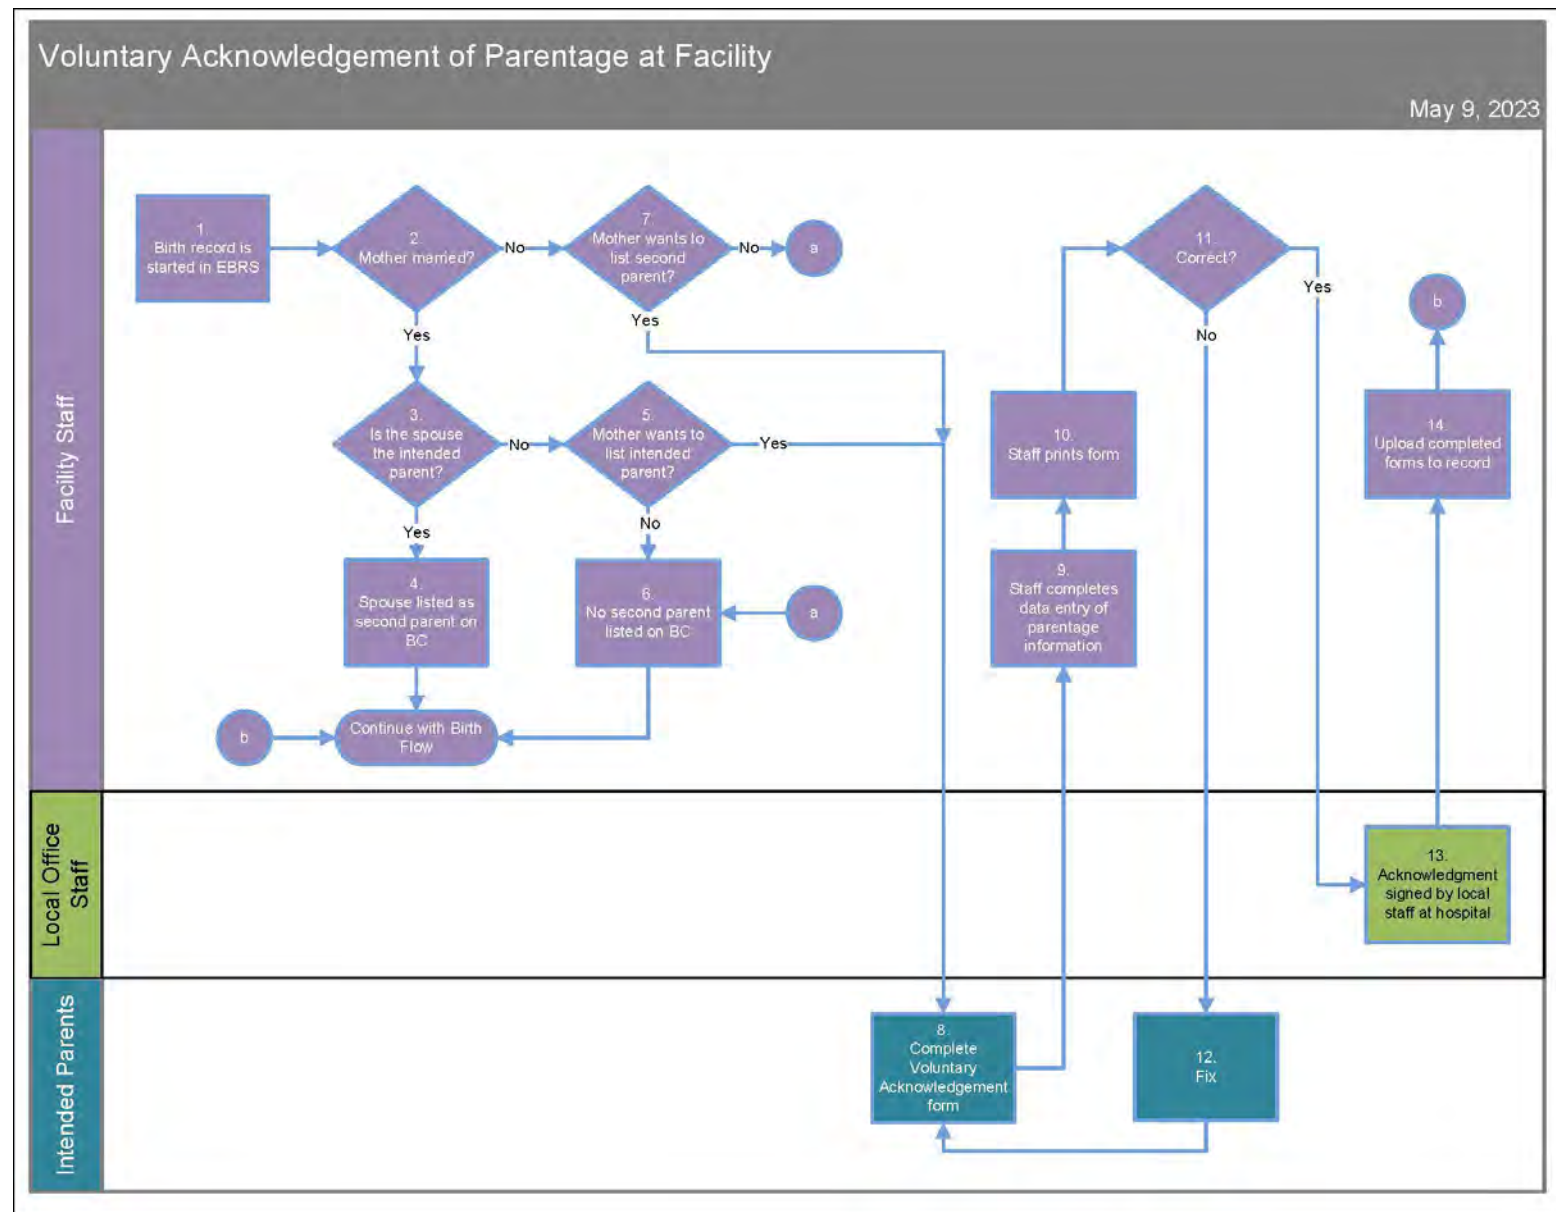 Voluntary Acknowledgement of Parentage at Facility
May 9, 2023
Facility Staff
1
Birth record is
started in EBRS
2.
Mother married?
No
7.
Mother wants to
list second
parent?
No
a
Yes
Yes
3.
Is the spouse
the intended
parent?
No
5.
Mother wants to
list intended
parent?
Yes
Yes
No
4.
Spouse listed as
second parent on
BC
6.
No second parent
listed on BC
a
b
Continue with Birth
Flow
11.
Correct?
Yes
No
b
10.
Staff prints form
14.
Upload completed
forms to record
9.
Staff completes
data entry of
parentage
information
Local Office
Staff
13.
Acknowledgment
signed by local
staff at hospital
Intended Parents
8.
Complete
Voluntary
Acknowledgement
form
12.
Fix